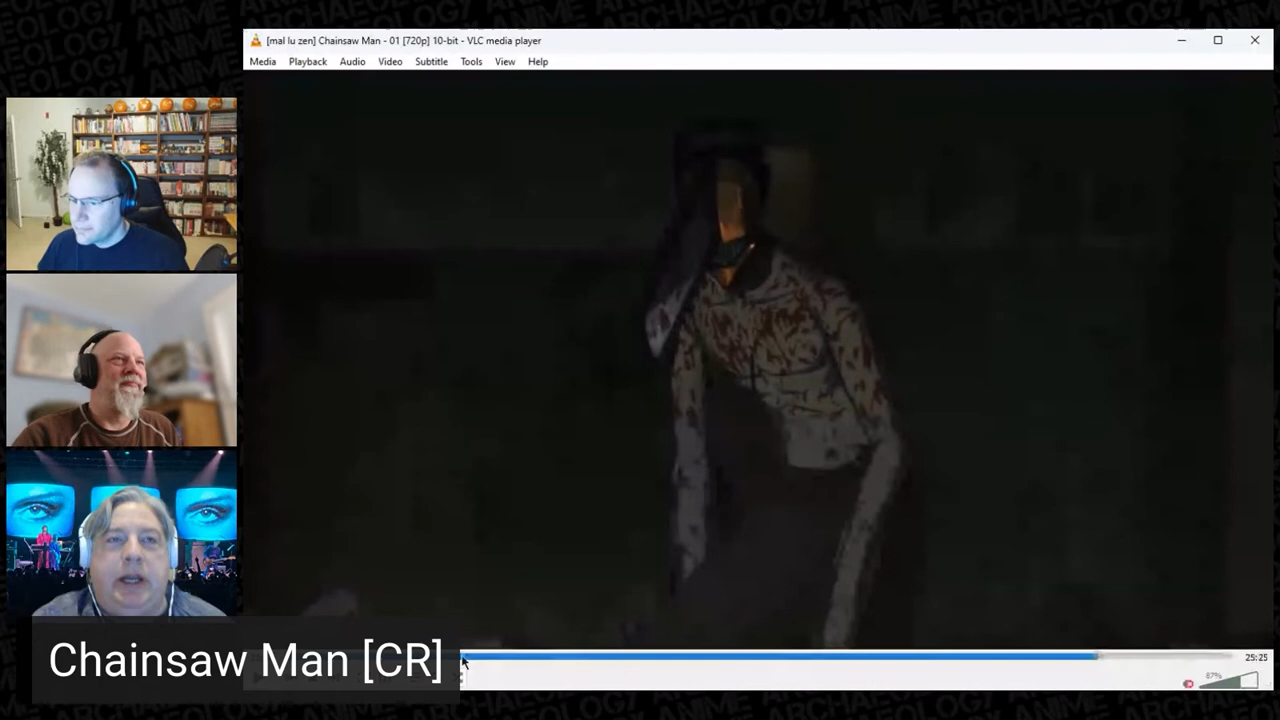 [mal lu zen] Chainsaw Man - 01 [720p] 10-bit - VLC media player
Media Playback Audio Video Subtitle Tools View Help
Chainsaw Man [CR]
25:25
87%